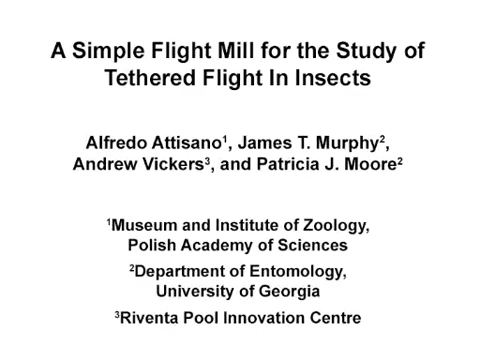 A Simple Flight Mill for the Study of
Tethered Flight In Insects
Alfredo Attisano¹, James T. Murphy²,
Andrew Vickers³, and Patricia J. Moore²
¹Museum and Institute of Zoology,
Polish Academy of Sciences
²Department of Entomology,
University of Georgia
³Riventa Pool Innovation Centre